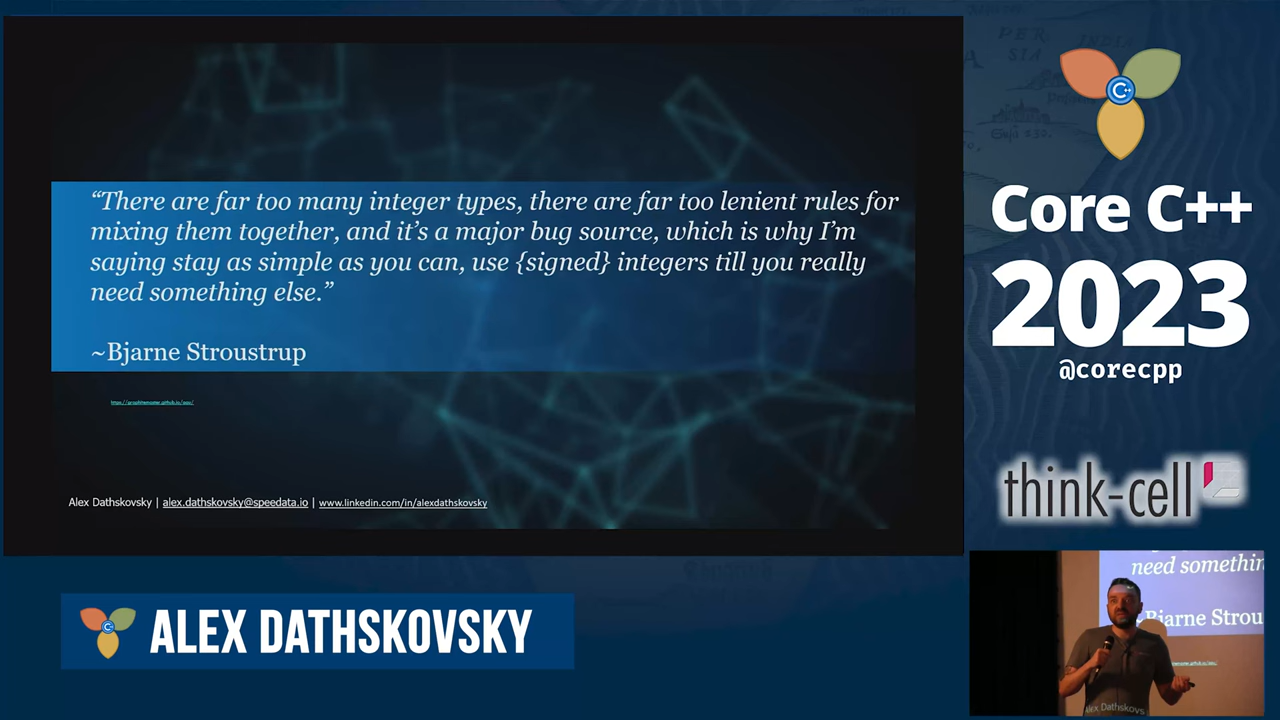 “There are far too many integer types, there are far too lenient rules for
mixing them together, and it’s a major bug source, which is why I’m
saying stay as simple as you can, use {signed} integers till you really
need something else.”
~Bjarne Stroustrup
Alex Dathskovsky | alex.dathskovsky@speedata.io | www.linkedin.com/in/alexdathskovsky
ALEX DATHSKOVSKY
C++
Core C++
2023
@corecpp
think-cell
need somethin
Bjarne Strou
Alex Dathskovs